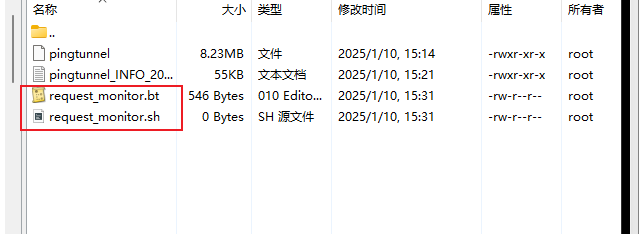 名称 大小 类型 修改时间 属性 所有者
..
pingtunnel 8.23MB 文件 2025/1/10, 15:14 -rwxr-xr-x root
pingtunnel_INFO_20... 55KB 文本文档 2025/1/10, 15:21 -rwxr-xr-x root
request_monitor.bt 546 Bytes 010 Edito... 2025/1/10, 15:31 -rw-r--r-- root
request_monitor.sh 0 Bytes SH 源文件 2025/1/10, 15:31 -rw-r--r-- root